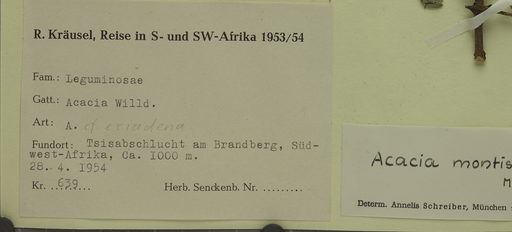 R. Kräusel, Reise in S- und SW-Afrika 1953/54
Fam.: Leguminosae
Gatt.: Acacia Willd.
Art: A. cf eriadena
Fundort: Tsisabschlucht am Brandberg, Süd-
west-Afrika, Ca. 1000 m.
28. 4. 1954
Kr. 639 Herb. Senckenb. Nr. .........
Acacia montis
M
Determ. Annelis Schreiber, München